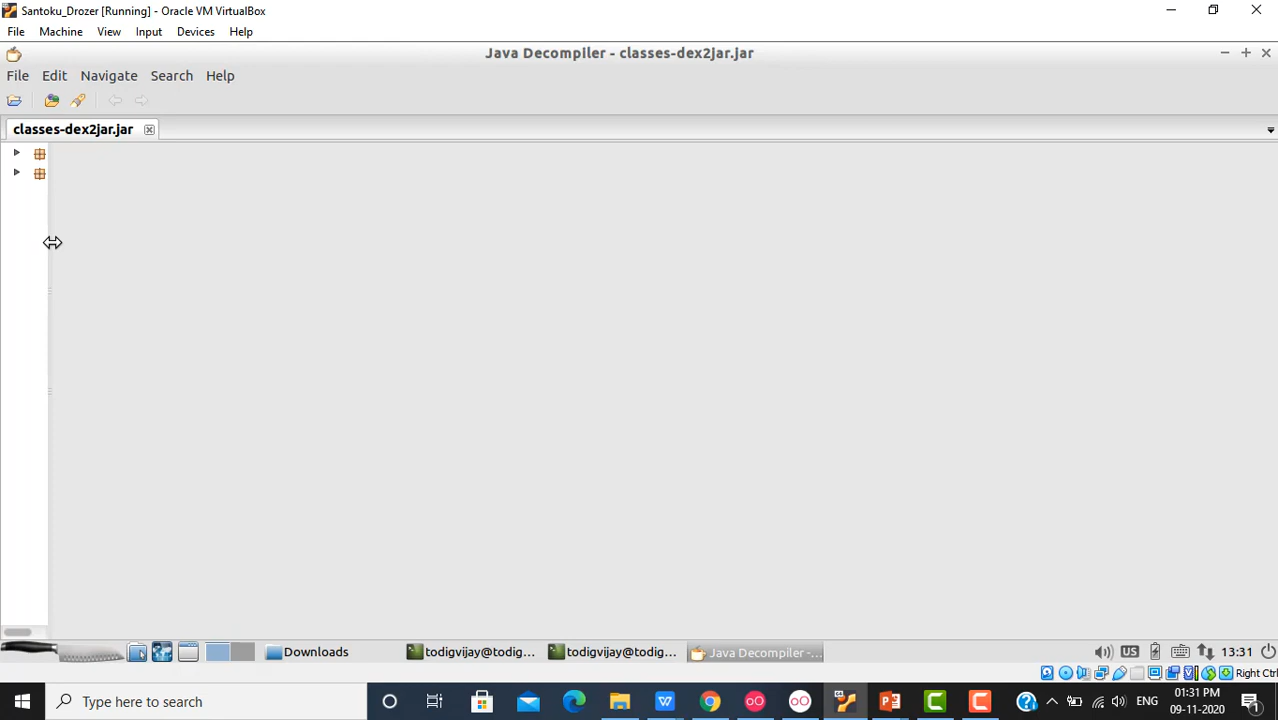 Santoku_Drozer [Running] - Oracle VM VirtualBox
File Machine View Input Devices Help
Java Decompiler - classes-dex2jar.jar
File Edit Navigate Search Help
classes-dex2jar.jar
Downloads todigvijay@todig... todigvijay@todig... Java Decompiler -... US 13:31
Right Ctrl
Type here to search ENG 01:31 PM
09-11-2020